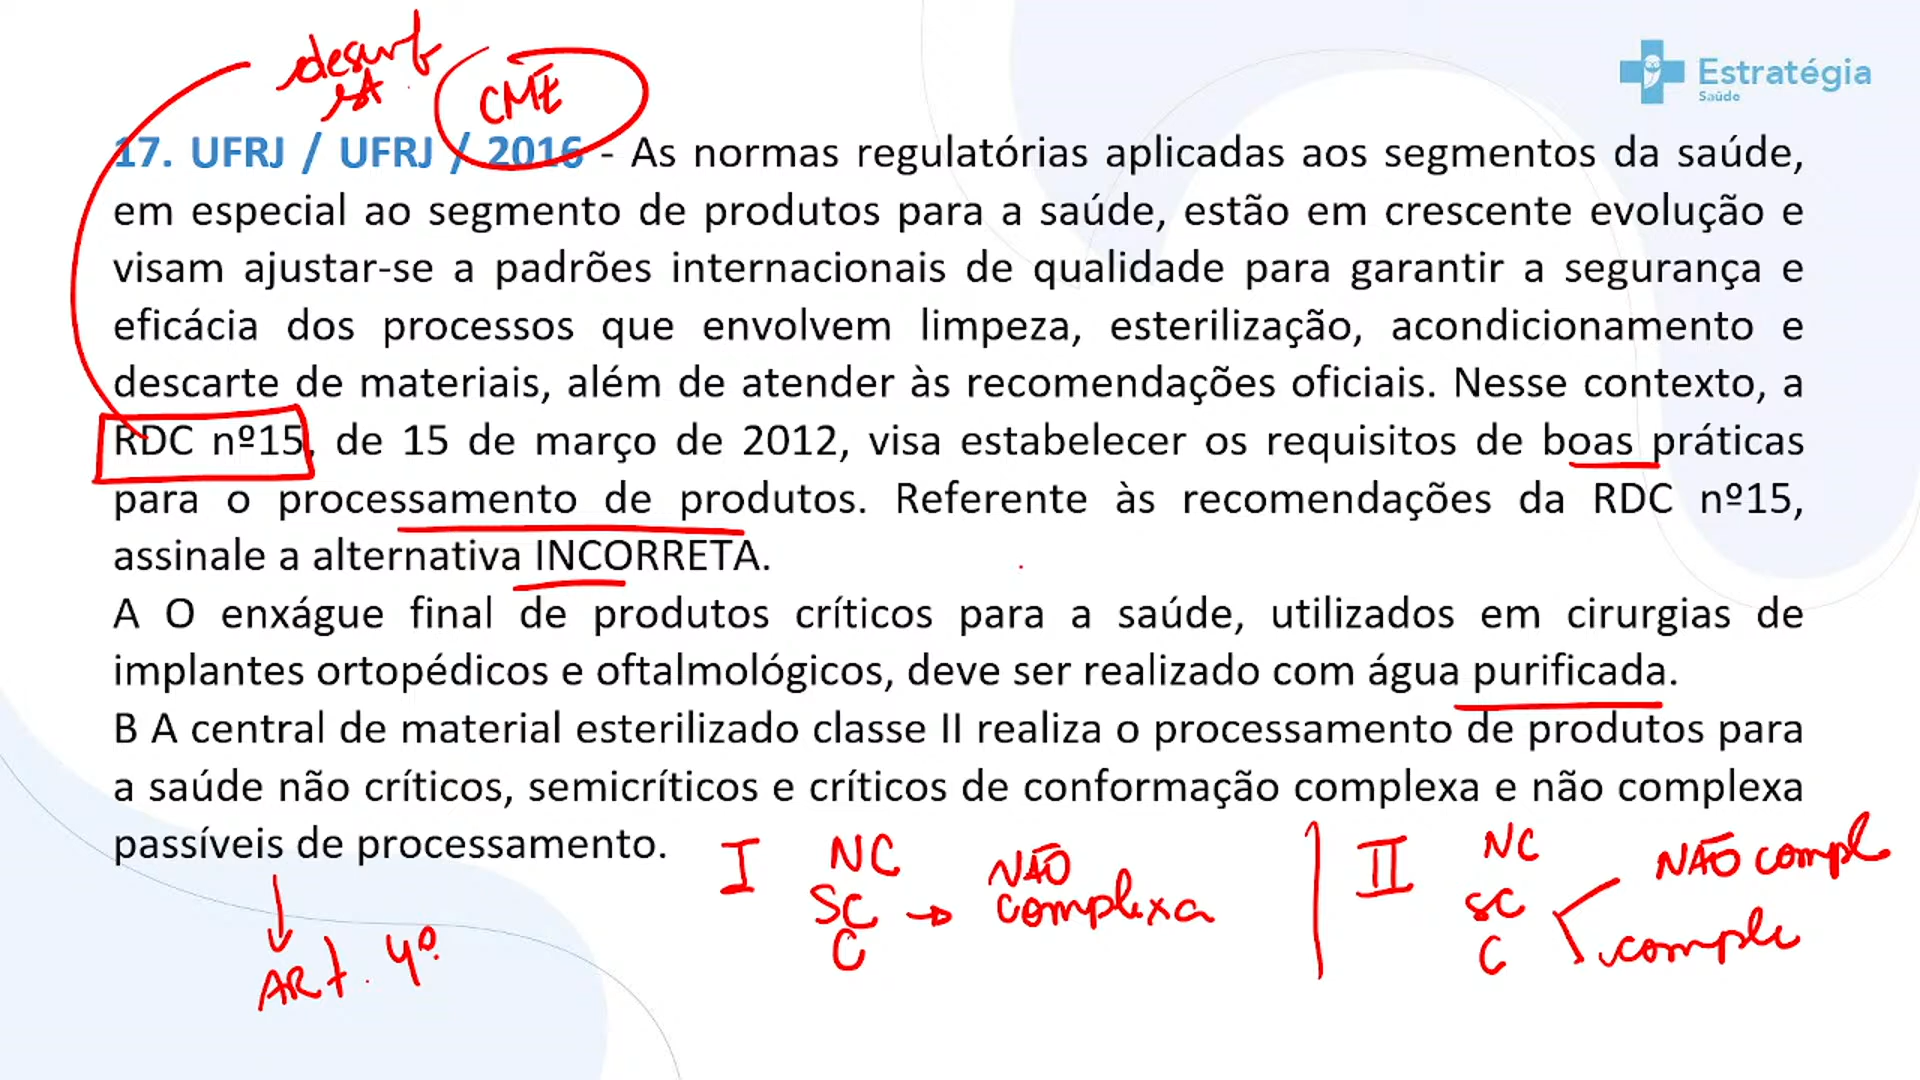 CME
Estratégia
Saúde
17. UFRJ / UFRJ / 2016 - As normas regulatórias aplicadas aos segmentos da saúde,
em especial ao segmento de produtos para a saúde, estão em crescente evolução e
visam ajustar-se a padrões internacionais de qualidade para garantir a segurança e
eficácia dos processos que envolvem limpeza, esterilização, acondicionamento e
descarte de materiais, além de atender às recomendações oficiais. Nesse contexto, a
RDC nº15, de 15 de março de 2012, visa estabelecer os requisitos de boas práticas
para o processamento de produtos. Referente às recomendações da RDC nº15,
assinale a alternativa INCORRETA.
A O enxágue final de produtos críticos para a saúde, utilizados em cirurgias de
implantes ortopédicos e oftalmológicos, deve ser realizado com água purificada.
B A central de material esterilizado classe II realiza o processamento de produtos para
a saúde não críticos, semicríticos e críticos de conformação complexa e não complexa
passíveis de processamento.
I NC NÃO II NC NÃO compl
SC → complexa SC
C C comple
ART. 4º